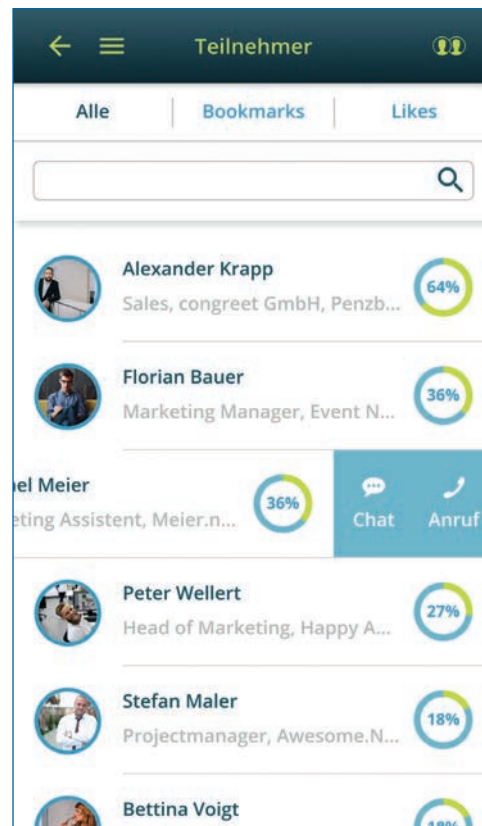 Teilnehmer
Alle Bookmarks Likes
Alexander Krapp
Sales, congreet GmbH, Penzb...
64%
Florian Bauer
Marketing Manager, Event N...
36%
el Meier
eting Assistent, Meier.n...
36%
Chat Anruf
Peter Wellert
Head of Marketing, Happy A...
27%
Stefan Maler
Projectmanager, Awesome.N...
18%
Bettina Voigt
18%